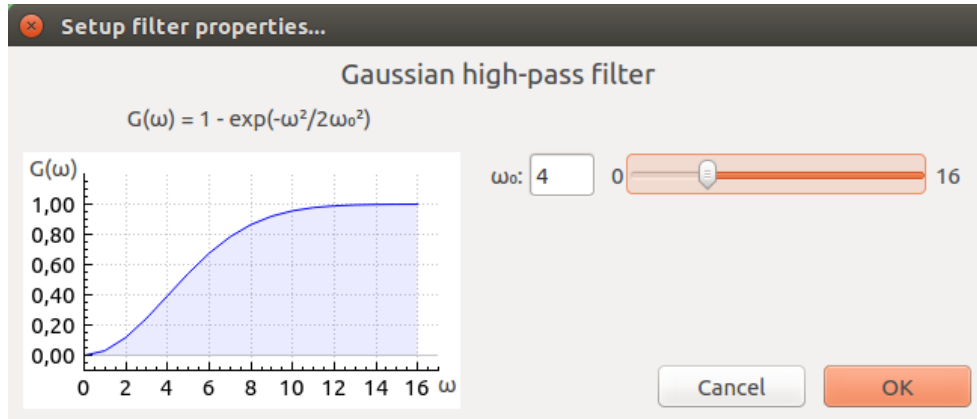 Setup filter properties...
Gaussian high-pass filter
G(ω) = 1 - exp(-ω²/2ω₀²)
G(ω)
1,00
0,80
0,60
0,40
0,20
0,00
0 2 4 6 8 10 12 14 16 ω
ω₀: 4 0 16
Cancel OK